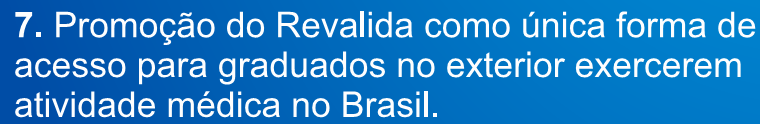 7. Promoção do Revalida como única forma de
acesso para graduados no exterior exercerem
atividade médica no Brasil.